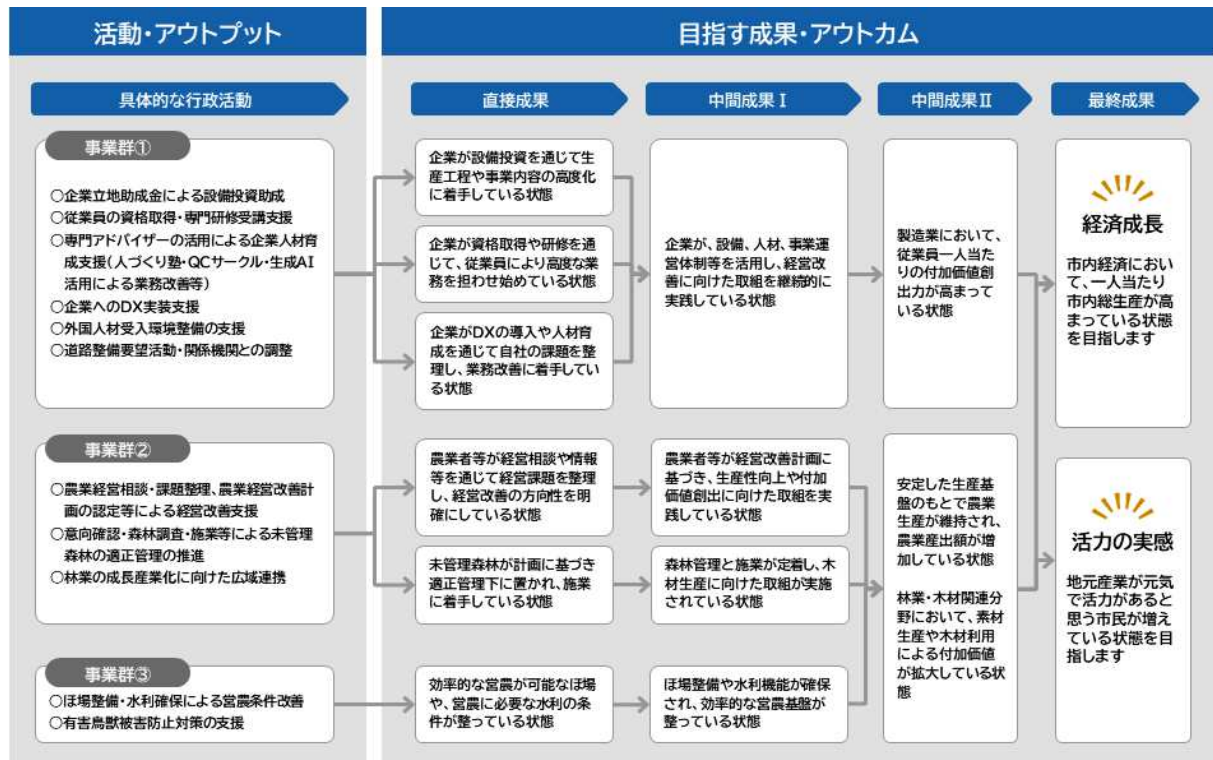 活動・アウトプット
目指す成果・アウトカム
具体的な行政活動
直接成果
中間成果Ⅰ
中間成果Ⅱ
最終成果
事業群①
○企業立地助成金による設備投資助成
○従業員の資格取得・専門研修受講支援
○専門アドバイザーの活用による企業人材育
成支援(人づくり塾・QCサークル・生成AI
活用による業務改善等)
○企業へのDX実装支援
○外国人材受入環境整備の支援
○道路整備要望活動・関係機関との調整
企業が設備投資を通じて生
産工程や事業内容の高度化
に着手している状態
企業が資格取得や研修を通
じて、従業員により高度な業
務を担わせ始めている状態
企業がDXの導入や人材育
成を通じて自社の課題を整
理し、業務改善に着手してい
る状態
企業が、設備、人材、事業運
営体制等を活用し、経営改
善に向けた取組を継続的に
実践している状態
製造業において、
従業員一人当た
りの付加価値創
出力が高まって
いる状態
経済成長
市内経済におい
て、一人当たり
市内総生産が高
まっている状態
を目指します
事業群②
○農業経営相談・課題整理、農業経営改善計
画の認定等による経営改善支援
○意向確認・森林調査・施業等による未管理
森林の適正管理の推進
○林業の成長産業化に向けた広域連携
農業者等が経営相談や情報
等を通じて経営課題を整理
し、経営改善の方向性を明
確にしている状態
未管理森林が計画に基づき
適正管理下に置かれ、施業
に着手している状態
農業者等が経営改善計画に
基づき、生産性向上や付加
価値創出に向けた取組を実
践している状態
森林管理と施業が定着し、木
材生産に向けた取組が実施
されている状態
安定した生産基
盤のもとで農業
生産が維持され、
農業産出額が増
加している状態
林業・木材関連分
野において、素材
生産や木材利用
による付加価値
が拡大している状
態
活力の実感
地元産業が元気
で活力があると
思う市民が増え
ている状態を目
指します
事業群③
○ほ場整備・水利確保による営農条件改善
○有害鳥獣被害防止対策の支援
効率的な営農が可能なほ場
や、営農に必要な水利の条
件が整っている状態
ほ場整備や水利機能が確保
され、効率的な営農基盤が
整っている状態